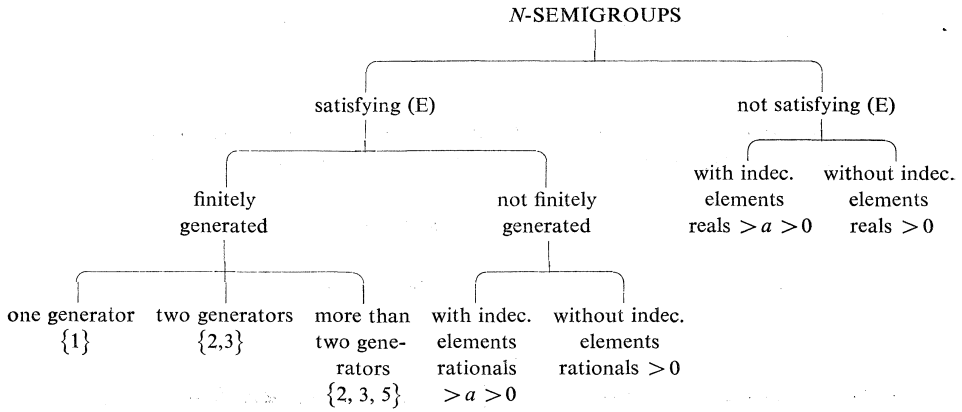 N-SEMIGROUPS
satisfying (E)
not satisfying (E)
with indec.
elements
reals > a > 0
without indec.
elements
reals > 0
finitely
generated
not finitely
generated
one generator
{1}
two generators
{2,3}
more than
two gene-
rators
{2, 3, 5}
with indec.
elements
rationals
> a > 0
without indec.
elements
rationals > 0